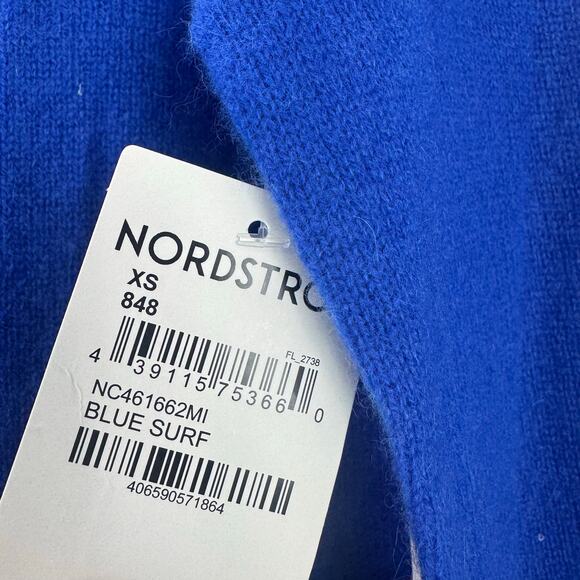 NORDSTRO
XS
848
FL_2738
4 39115 75366 0
NC461662MI
BLUE SURF
406590571864